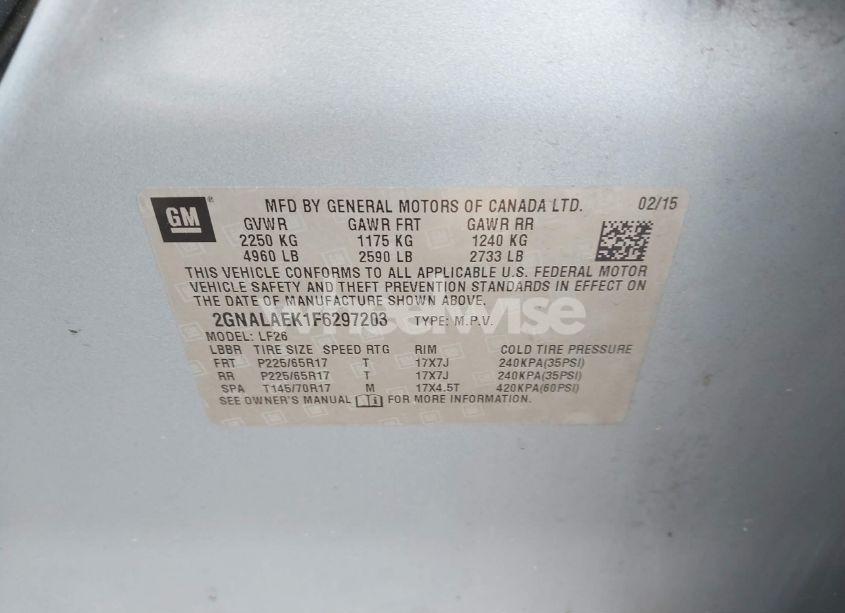 GM
MFD BY GENERAL MOTORS OF CANADA LTD. 02/15
GVWR GAWR FRT GAWR RR
2250 KG 1175 KG 1240 KG
4960 LB 2590 LB 2733 LB
THIS VEHICLE CONFORMS TO ALL APPLICABLE U.S. FEDERAL MOTOR
VEHICLE SAFETY AND THEFT PREVENTION STANDARDS IN EFFECT ON
THE DATE OF MANUFACTURE SHOWN ABOVE.
2GNALAEK1F6297203 TYPE: M.P.V.
MODEL: LF26
LBBR TIRE SIZE SPEED RTG RIM COLD TIRE PRESSURE
FRT P225/65R17 T 17X7J 240KPA(35PSI)
RR P225/65R17 T 17X7J 240KPA(35PSI)
SPA T145/70R17 M 17X4.5T 420KPA(60PSI)
SEE OWNER'S MANUAL FOR MORE INFORMATION.